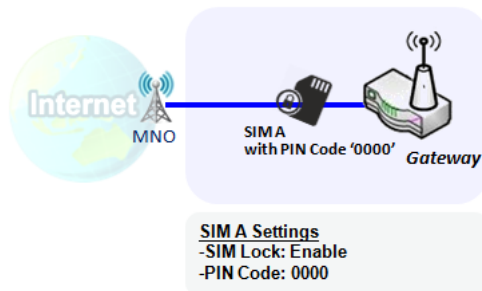 Internet
MNO
SIM A
with PIN Code ‘0000’
Gateway
SIM A Settings
-SIM Lock: Enable
-PIN Code: 0000